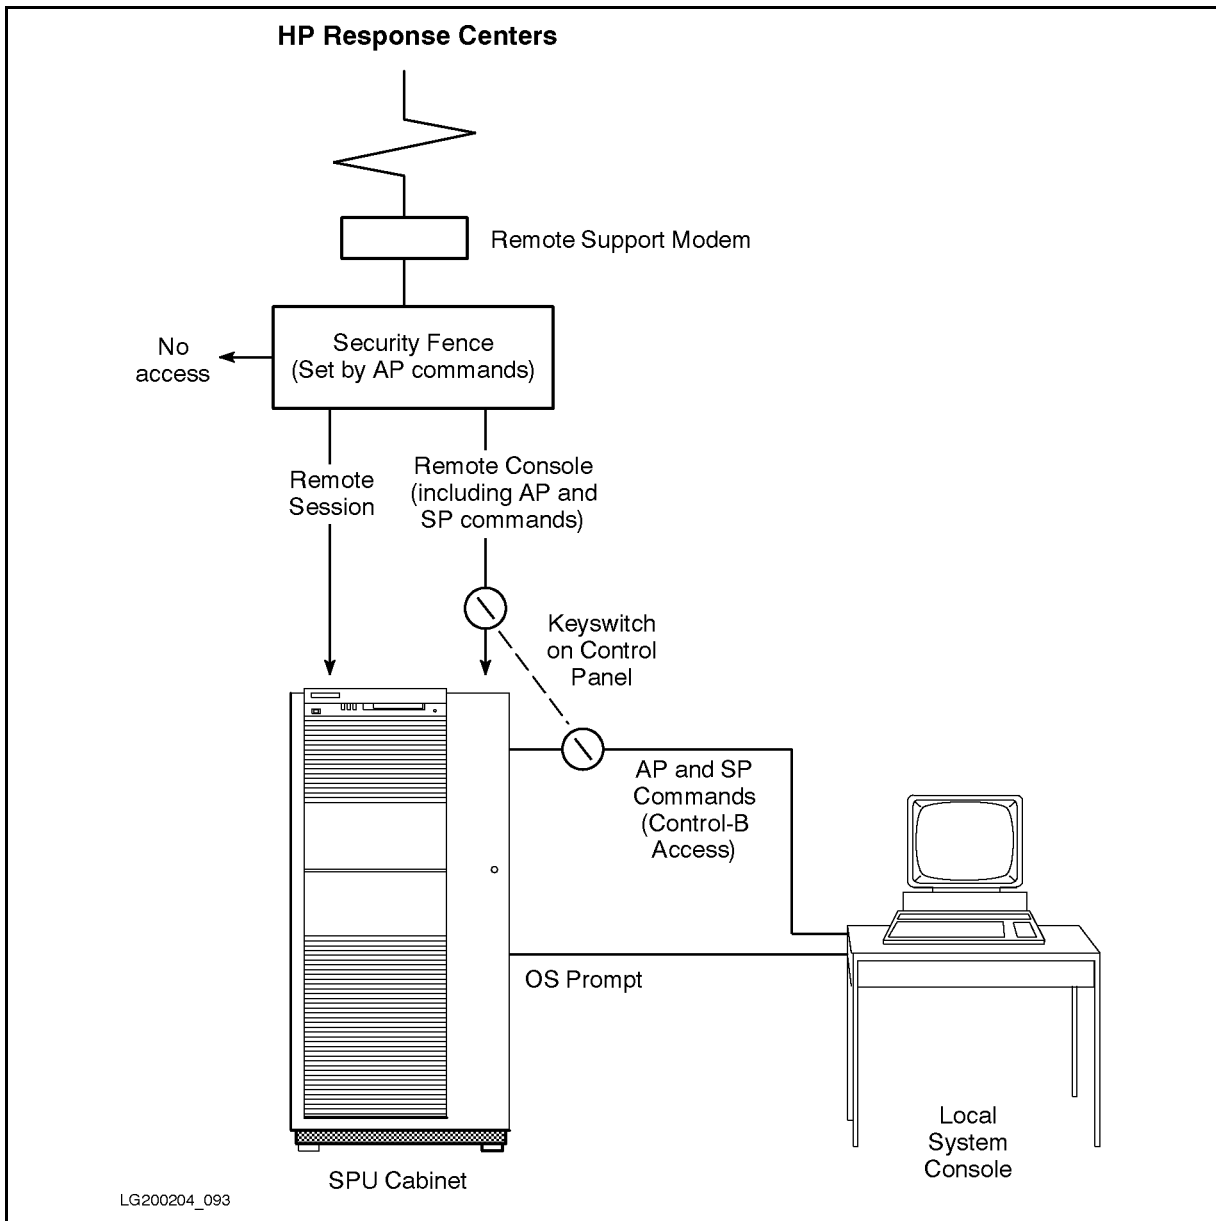 HP Response Centers
Remote Support Modem
Security Fence
(Set by AP commands)
No
access
Remote
Session
Remote Console
(including AP and
SP commands)
Keyswitch
on Control
Panel
AP and SP
Commands
(Control-B
Access)
OS Prompt
Local
System
Console
SPU Cabinet
LG200204_093